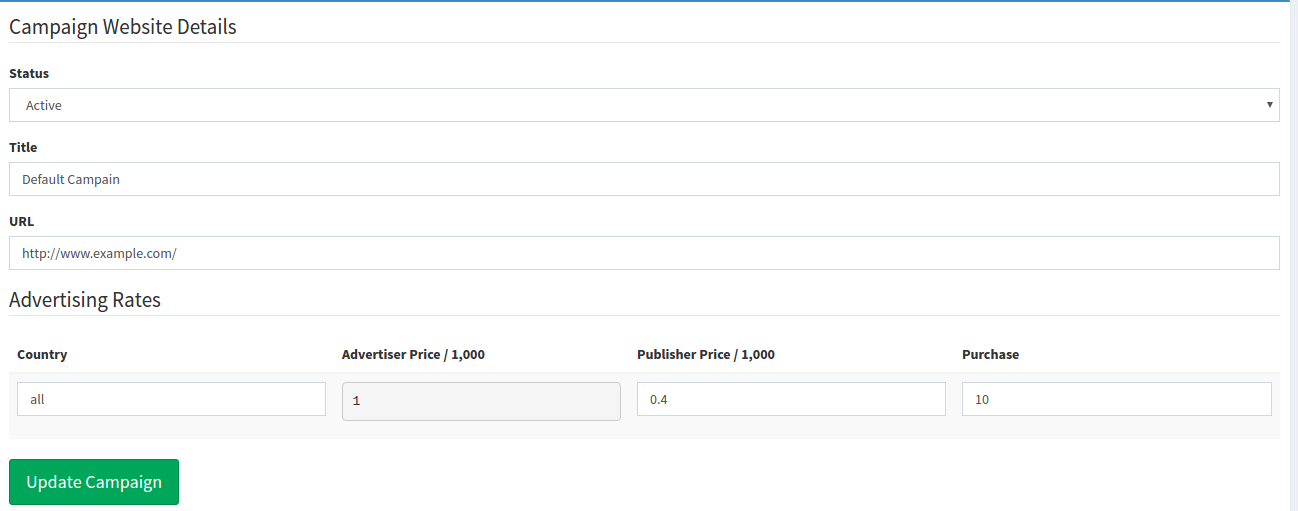 Campaign Website Details
Status
Active
Title
Default Campain
URL
http://www.example.com/
Advertising Rates
Country Advertiser Price / 1,000 Publisher Price / 1,000 Purchase
all 1 0.4 10
Update Campaign